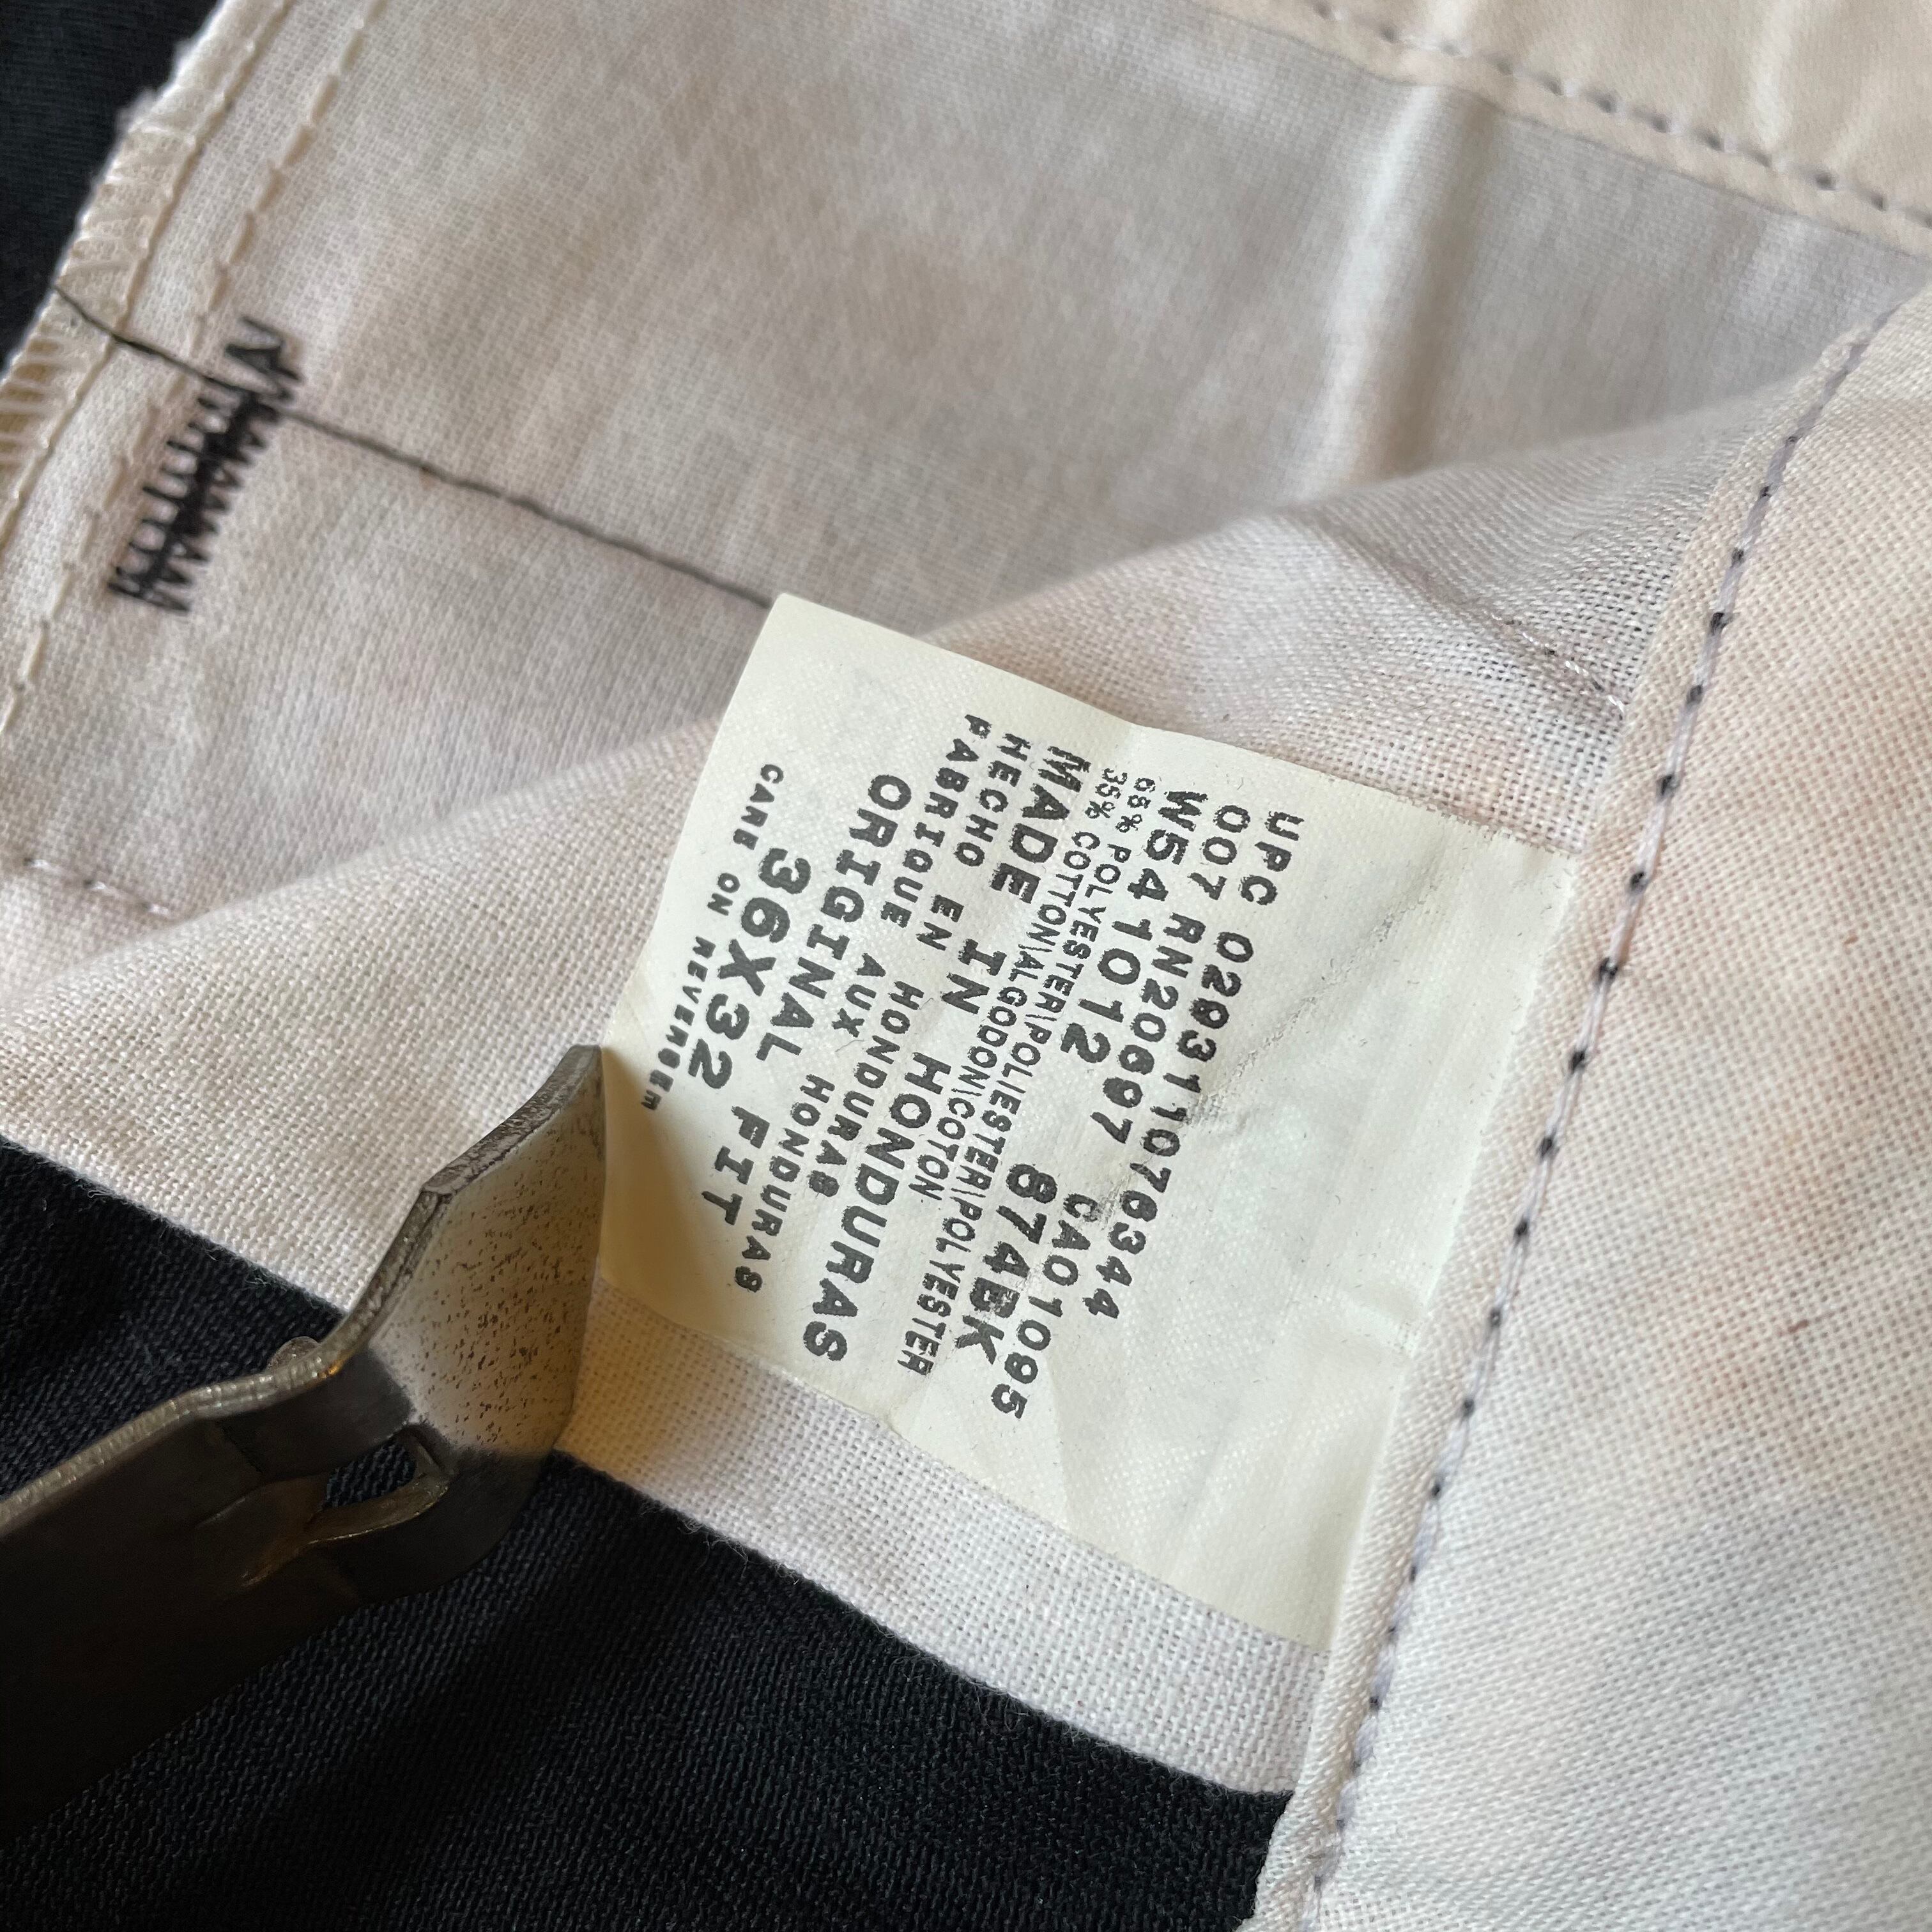 UPC 029311076344
007 RN20697 CA01095
W541012 874BK
65% POLYESTER\POLIESTER\POLYESTER
35% COTTON\ALGODON\COTON
MADE IN HONDURAS
HECHO EN HONDURAS
FABRIQUE AUX HONDURAS
ORIGINAL FIT
36X32
CARE ON REVERSE